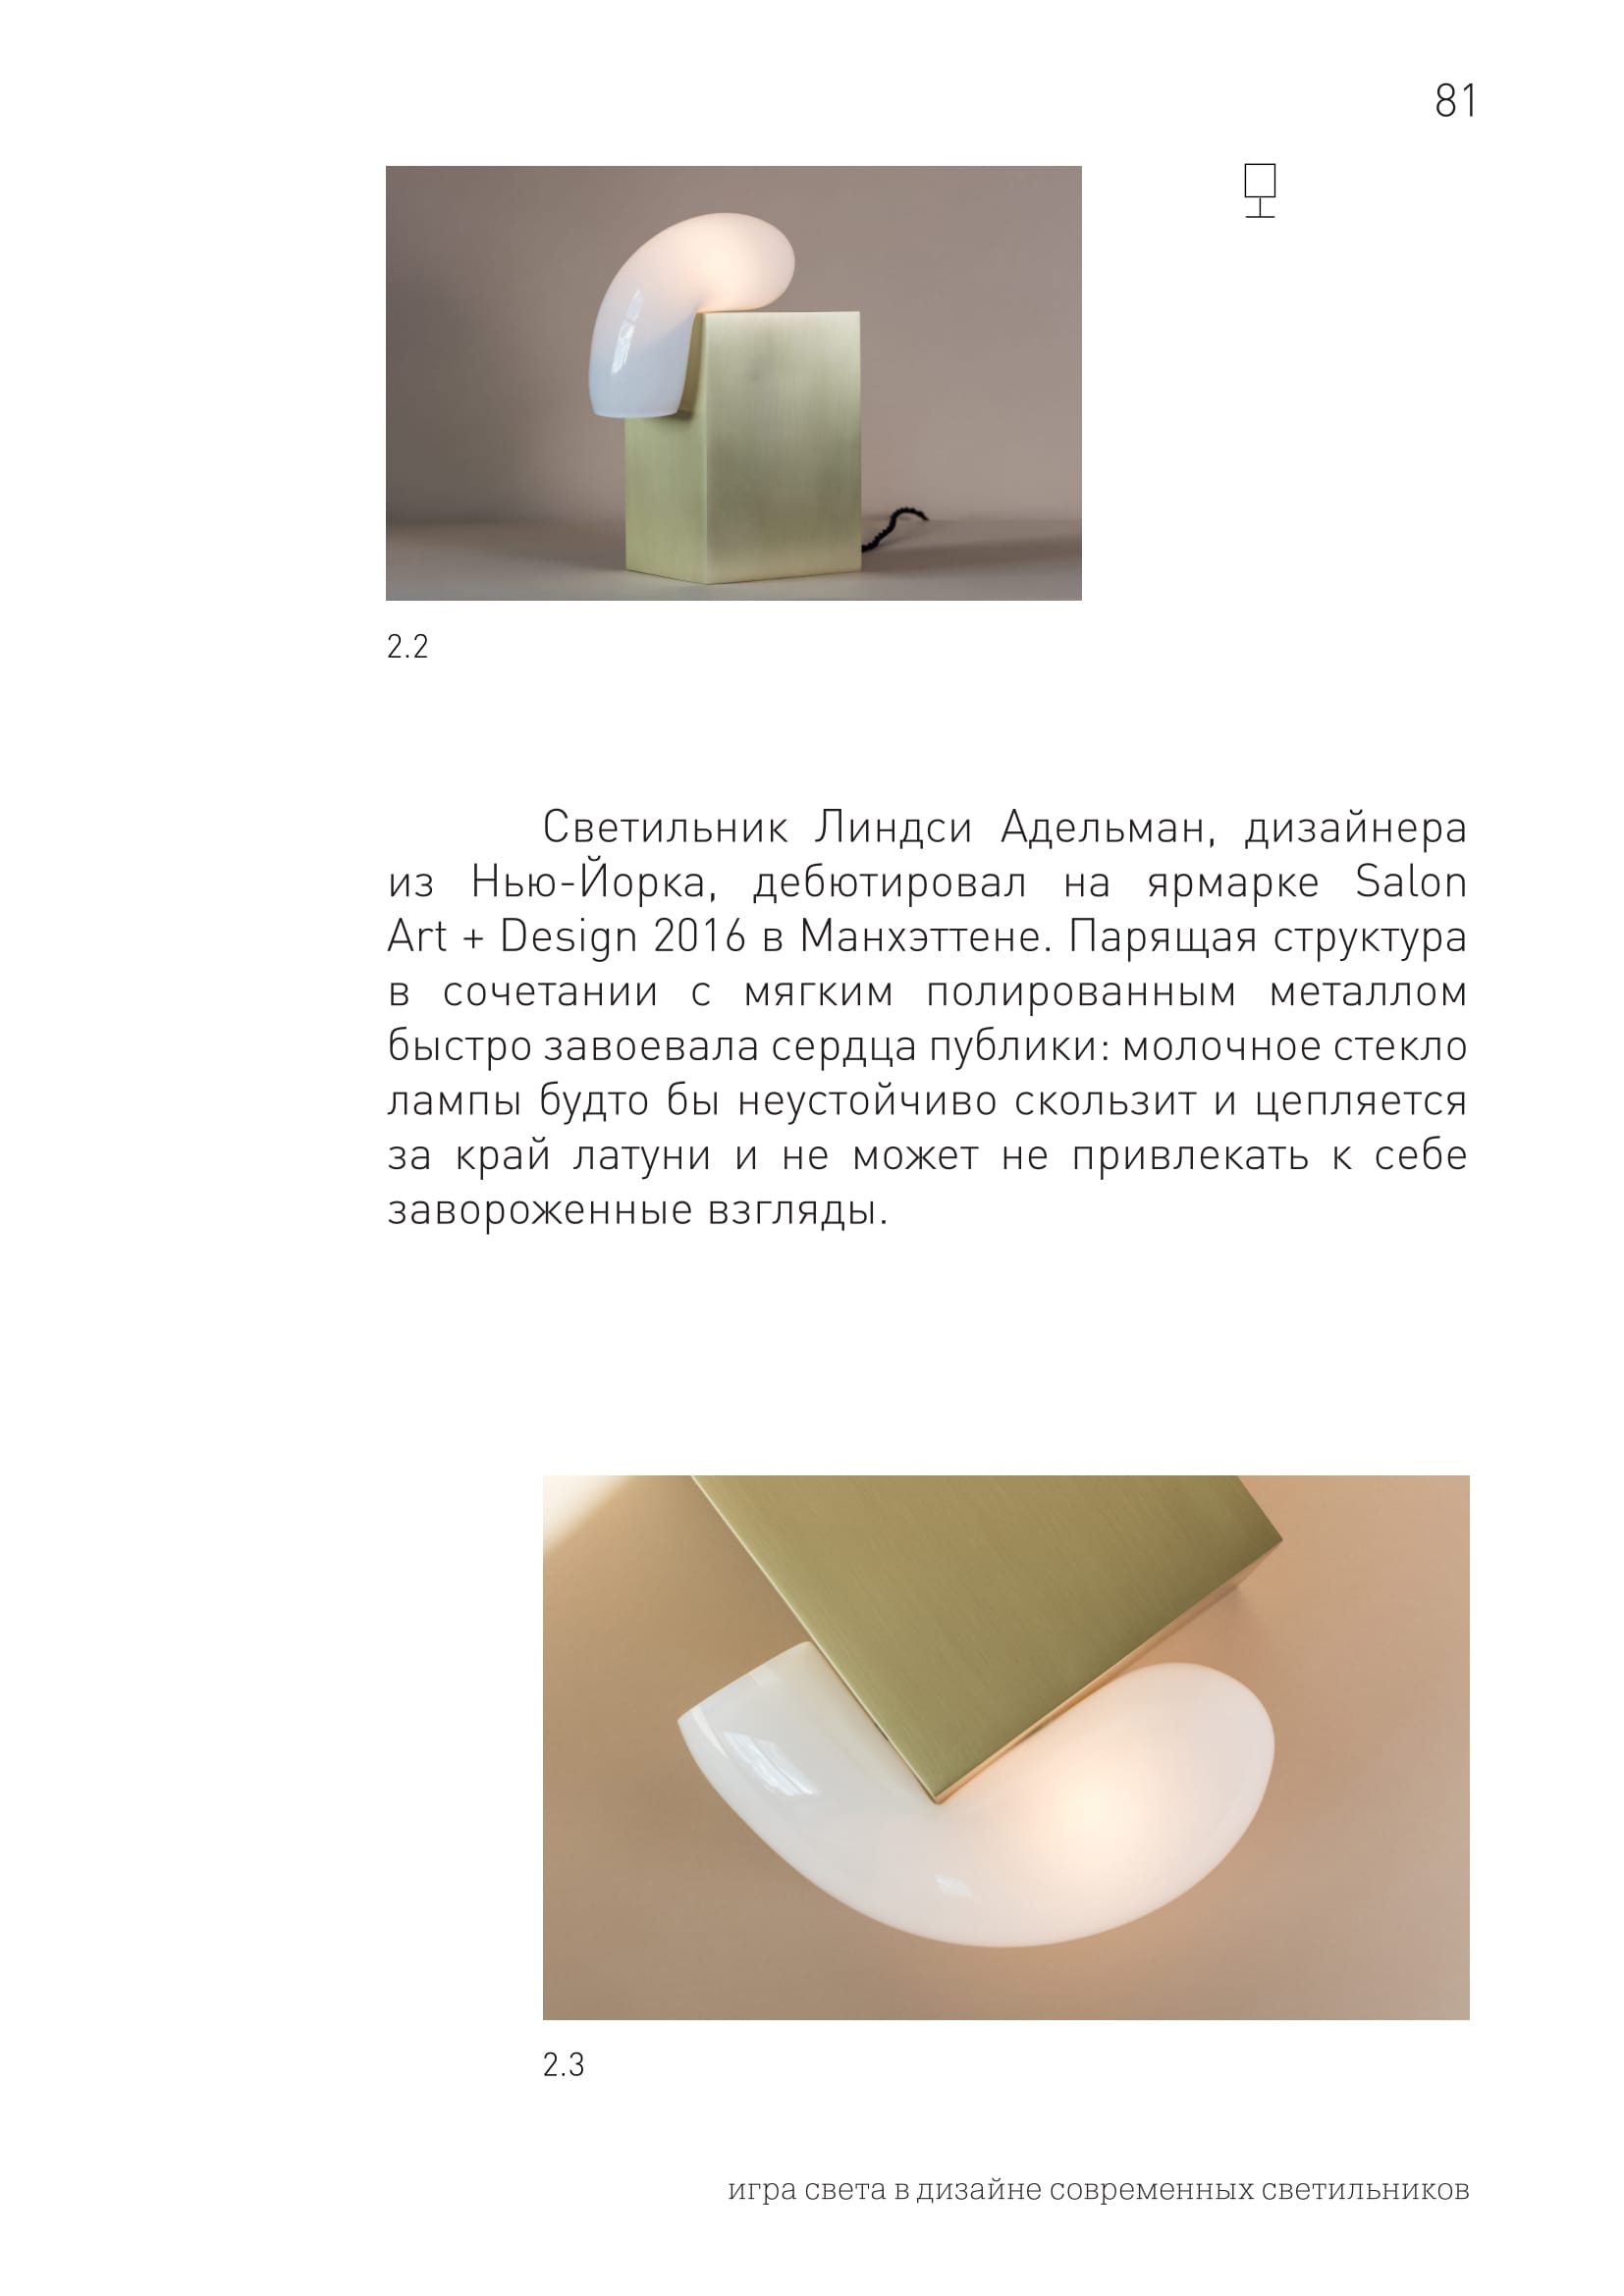 81
2.2
Светильник Линдси Адельман, дизайнера
из Нью-Йорка, дебютировал на ярмарке Salon
Art + Design 2016 в Манхэттене. Парящая структура
в сочетании с мягким полированным металлом
быстро завоевала сердца публики: молочное стекло
лампы будто бы неустойчиво скользит и цепляется
за край латуни и не может не привлекать к себе
завороженные взгляды.
2.3
игра света в дизайне современных светильников